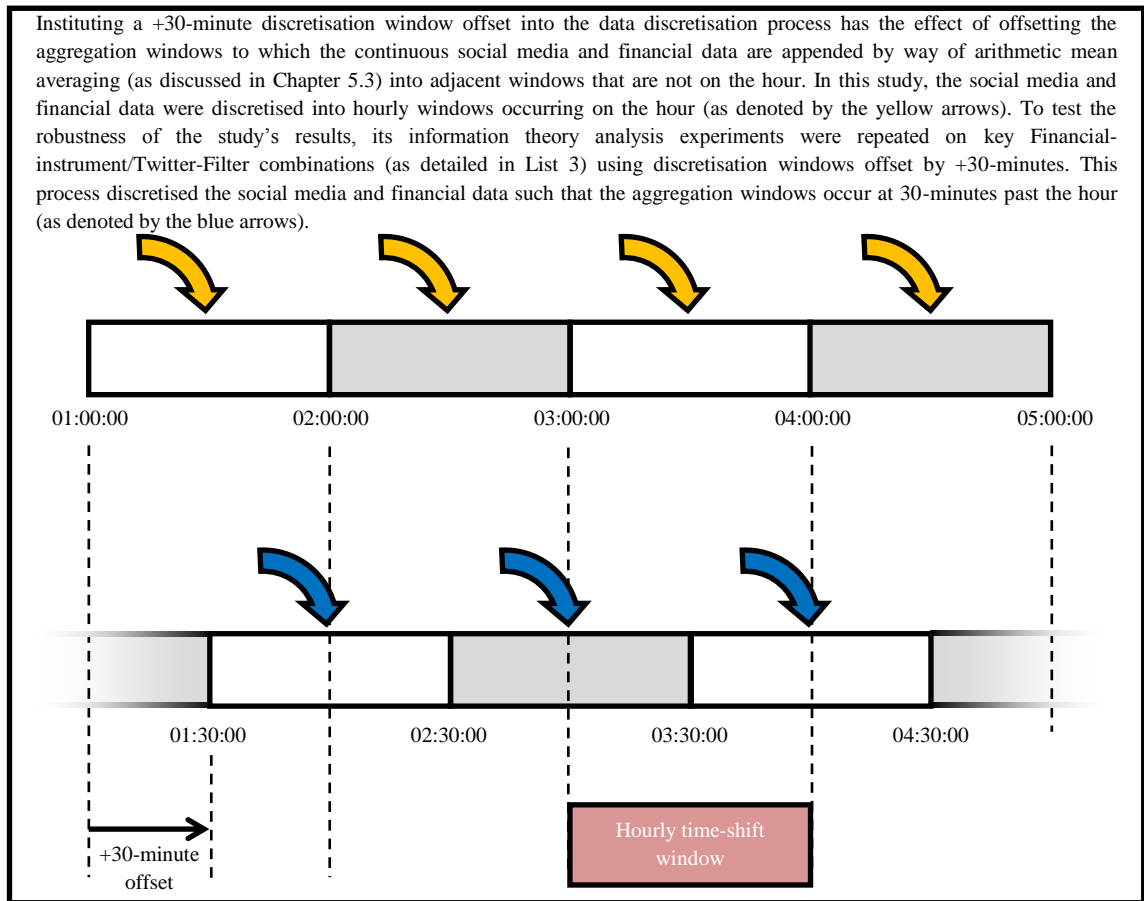 Instituting a +30-minute discretisation window offset into the data discretisation process has the effect of offsetting the
aggregation windows to which the continuous social media and financial data are appended by way of arithmetic mean
averaging (as discussed in Chapter 5.3) into adjacent windows that are not on the hour. In this study, the social media and
financial data were discretised into hourly windows occurring on the hour (as denoted by the yellow arrows). To test the
robustness of the study's results, its information theory analysis experiments were repeated on key Financial-
instrument/Twitter-Filter combinations (as detailed in List 3) using discretisation windows offset by +30-minutes. This
process discretised the social media and financial data such that the aggregation windows occur at 30-minutes past the hour
(as denoted by the blue arrows).
01:00:00 02:00:00 03:00:00 04:00:00 05:00:00
01:30:00 02:30:00 03:30:00 04:30:00
Hourly time-shift
window
+30-minute
offset